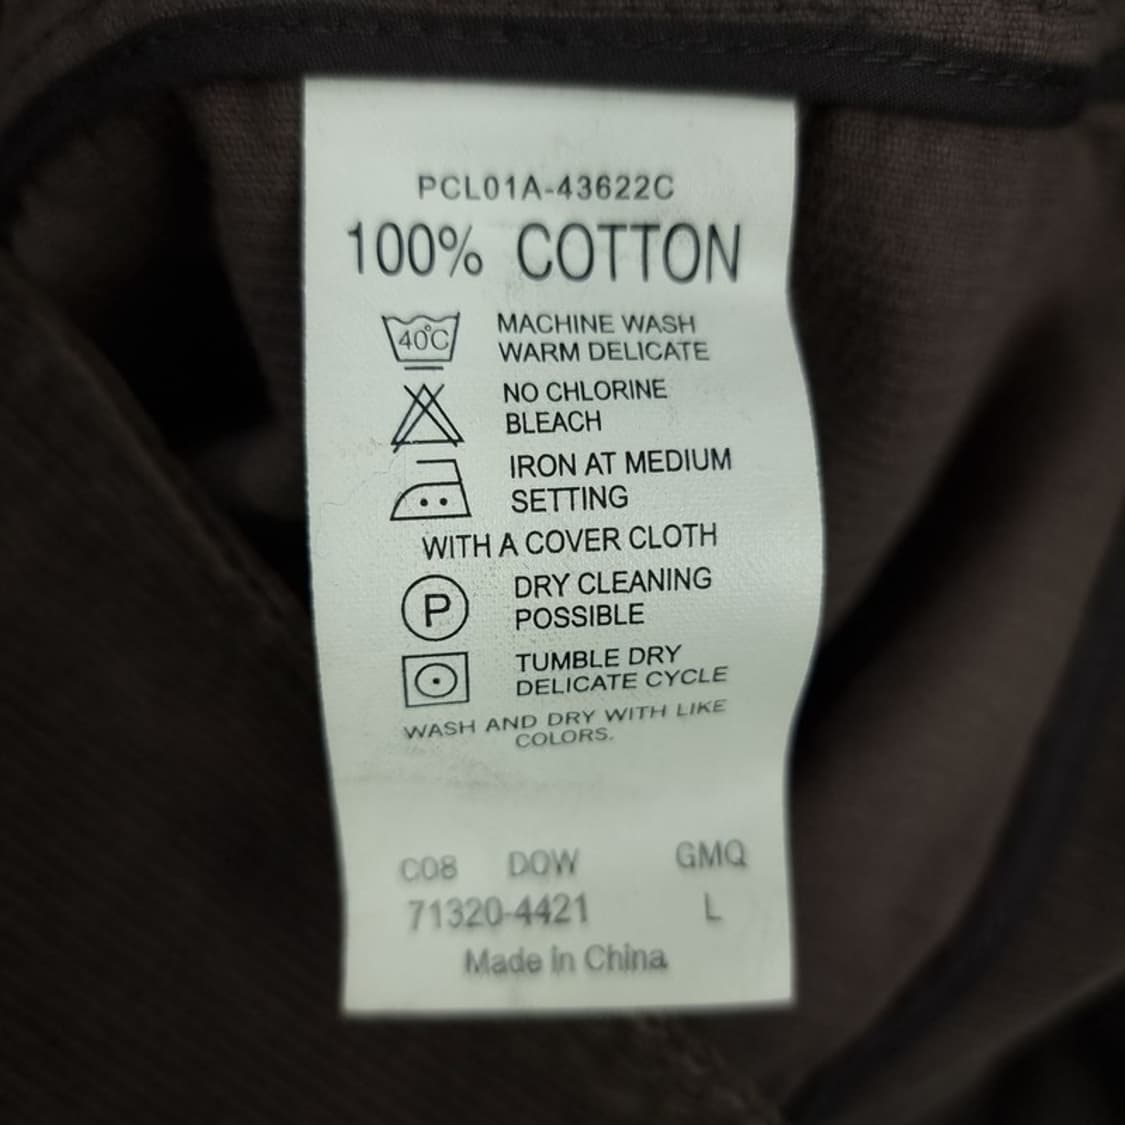 PCL01A-43622C
100% COTTON
40°C MACHINE WASH
WARM DELICATE
NO CHLORINE
BLEACH
IRON AT MEDIUM
SETTING
WITH A COVER CLOTH
P DRY CLEANING
POSSIBLE
TUMBLE DRY
DELICATE CYCLE
WASH AND DRY WITH LIKE
COLORS.
C08 DOW GMQ
71320-4421 L
Made in China